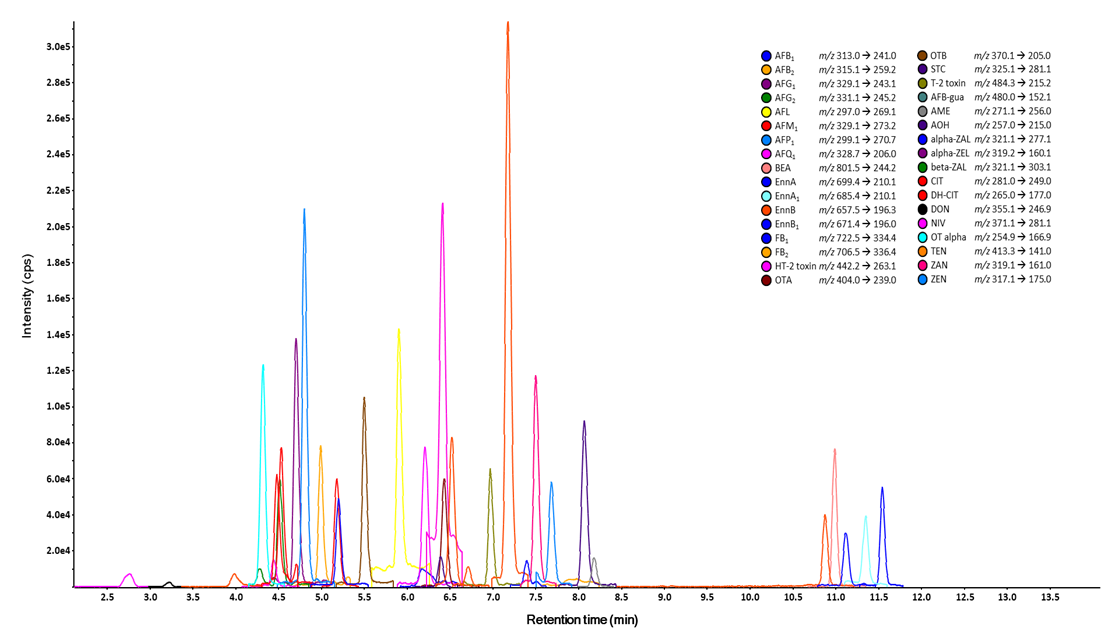 3.0e5
2.8e5
2.6e5
2.4e5
2.2e5
2.0e5
1.8e5
1.6e5
1.4e5
1.2e5
1.0e5
8.0e4
6.0e4
4.0e4
2.0e4
Intensity (cps)
AFB1 m/z 313.0 → 241.0
AFB2 m/z 315.1 → 259.2
AFG1 m/z 329.1 → 243.1
AFG2 m/z 331.1 → 245.2
AFL m/z 297.0 → 269.1
AFM1 m/z 329.1 → 273.2
AFP1 m/z 299.1 → 270.7
AFQ1 m/z 328.7 → 206.0
BEA m/z 801.5 → 244.2
EnnA m/z 699.4 → 210.1
EnnA1 m/z 685.4 → 210.1
EnnB m/z 657.5 → 196.3
EnnB1 m/z 671.4 → 196.0
FB1 m/z 722.5 → 334.4
FB2 m/z 706.5 → 336.4
HT-2 toxin m/z 442.2 → 263.1
OTA m/z 404.0 → 239.0
OTB m/z 370.1 → 205.0
STC m/z 325.1 → 281.1
T-2 toxin m/z 484.3 → 215.2
AFB-gua m/z 480.0 → 152.1
AME m/z 271.1 → 256.0
AOH m/z 257.0 → 215.0
alpha-ZAL m/z 321.1 → 277.1
alpha-ZEL m/z 319.2 → 160.1
beta-ZAL m/z 321.1 → 303.1
CIT m/z 281.0 → 249.0
DH-CIT m/z 265.0 → 177.0
DON m/z 355.1 → 246.9
NIV m/z 371.1 → 281.1
OT alpha m/z 254.9 → 166.9
TEN m/z 413.3 → 141.0
ZAN m/z 319.1 → 161.0
ZEN m/z 317.1 → 175.0
2.5 3.0 3.5 4.0 4.5 5.0 5.5 6.0 6.5 7.0 7.5 8.0 8.5 9.0 9.5 10.0 10.5 11.0 11.5 12.0 12.5 13.0 13.5
Retention time (min)